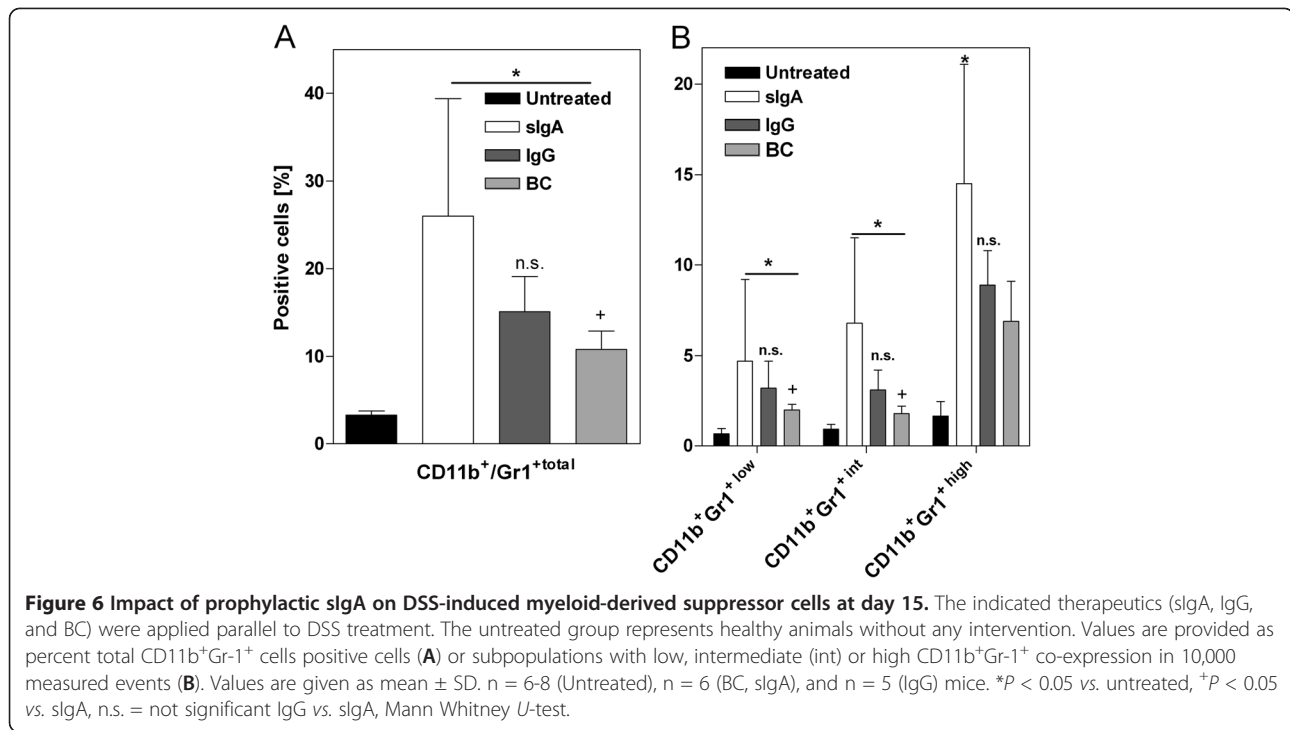 A
B
Positive cells [%]
40
30
20
10
0
*
Untreated
sIgA
IgG
BC
n.s.
+
CD11b⁺/Gr1⁺ᵗᵒᵗᵃˡ
20
15
10
5
0
Untreated
sIgA
IgG
BC
*
n.s.
+
*
n.s.
+
*
n.s.
CD11b⁺Gr1⁺ ˡᵒʷ
CD11b⁺Gr1⁺ ⁱⁿᵗ
CD11b⁺Gr1⁺ ʰⁱᵍʰ
Figure 6 Impact of prophylactic sIgA on DSS-induced myeloid-derived suppressor cells at day 15. The indicated therapeutics (sIgA, IgG,
and BC) were applied parallel to DSS treatment. The untreated group represents healthy animals without any intervention. Values are provided as
percent total CD11b⁺Gr-1⁺ cells positive cells (A) or subpopulations with low, intermediate (int) or high CD11b⁺Gr-1⁺ co-expression in 10,000
measured events (B). Values are given as mean ± SD. n = 6-8 (Untreated), n = 6 (BC, sIgA), and n = 5 (IgG) mice. *P < 0.05 vs. untreated, ⁺P < 0.05
vs. sIgA, n.s. = not significant IgG vs. sIgA, Mann Whitney U-test.